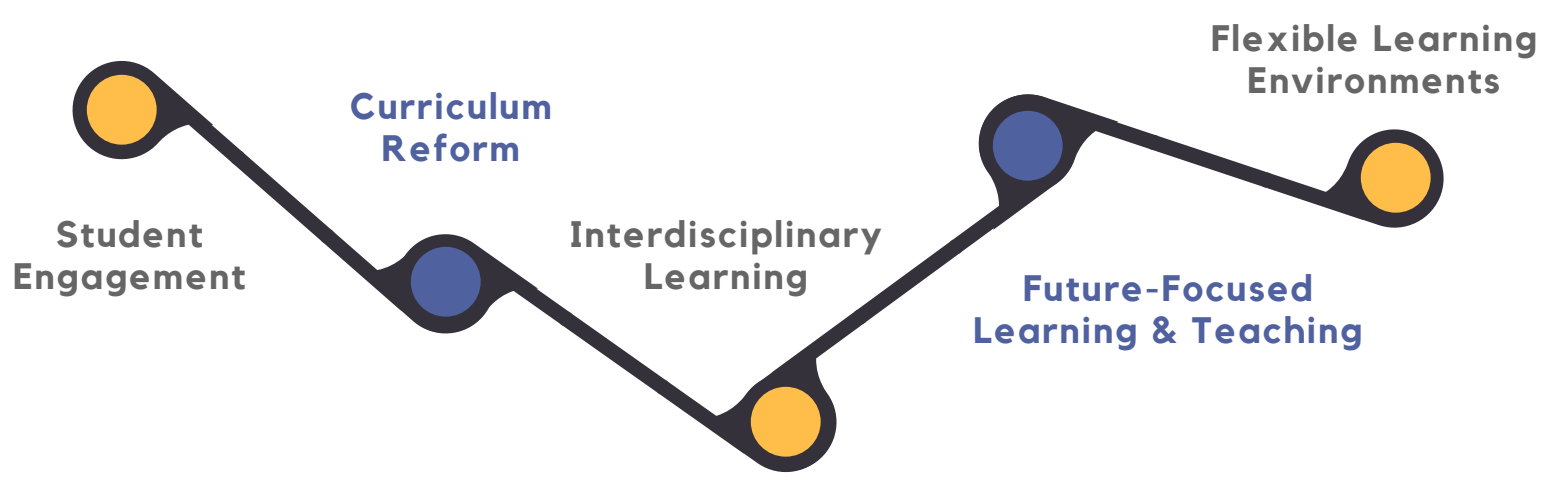 Student
Engagement
Curriculum
Reform
Interdisciplinary
Learning
Future-Focused
Learning & Teaching
Flexible Learning
Environments